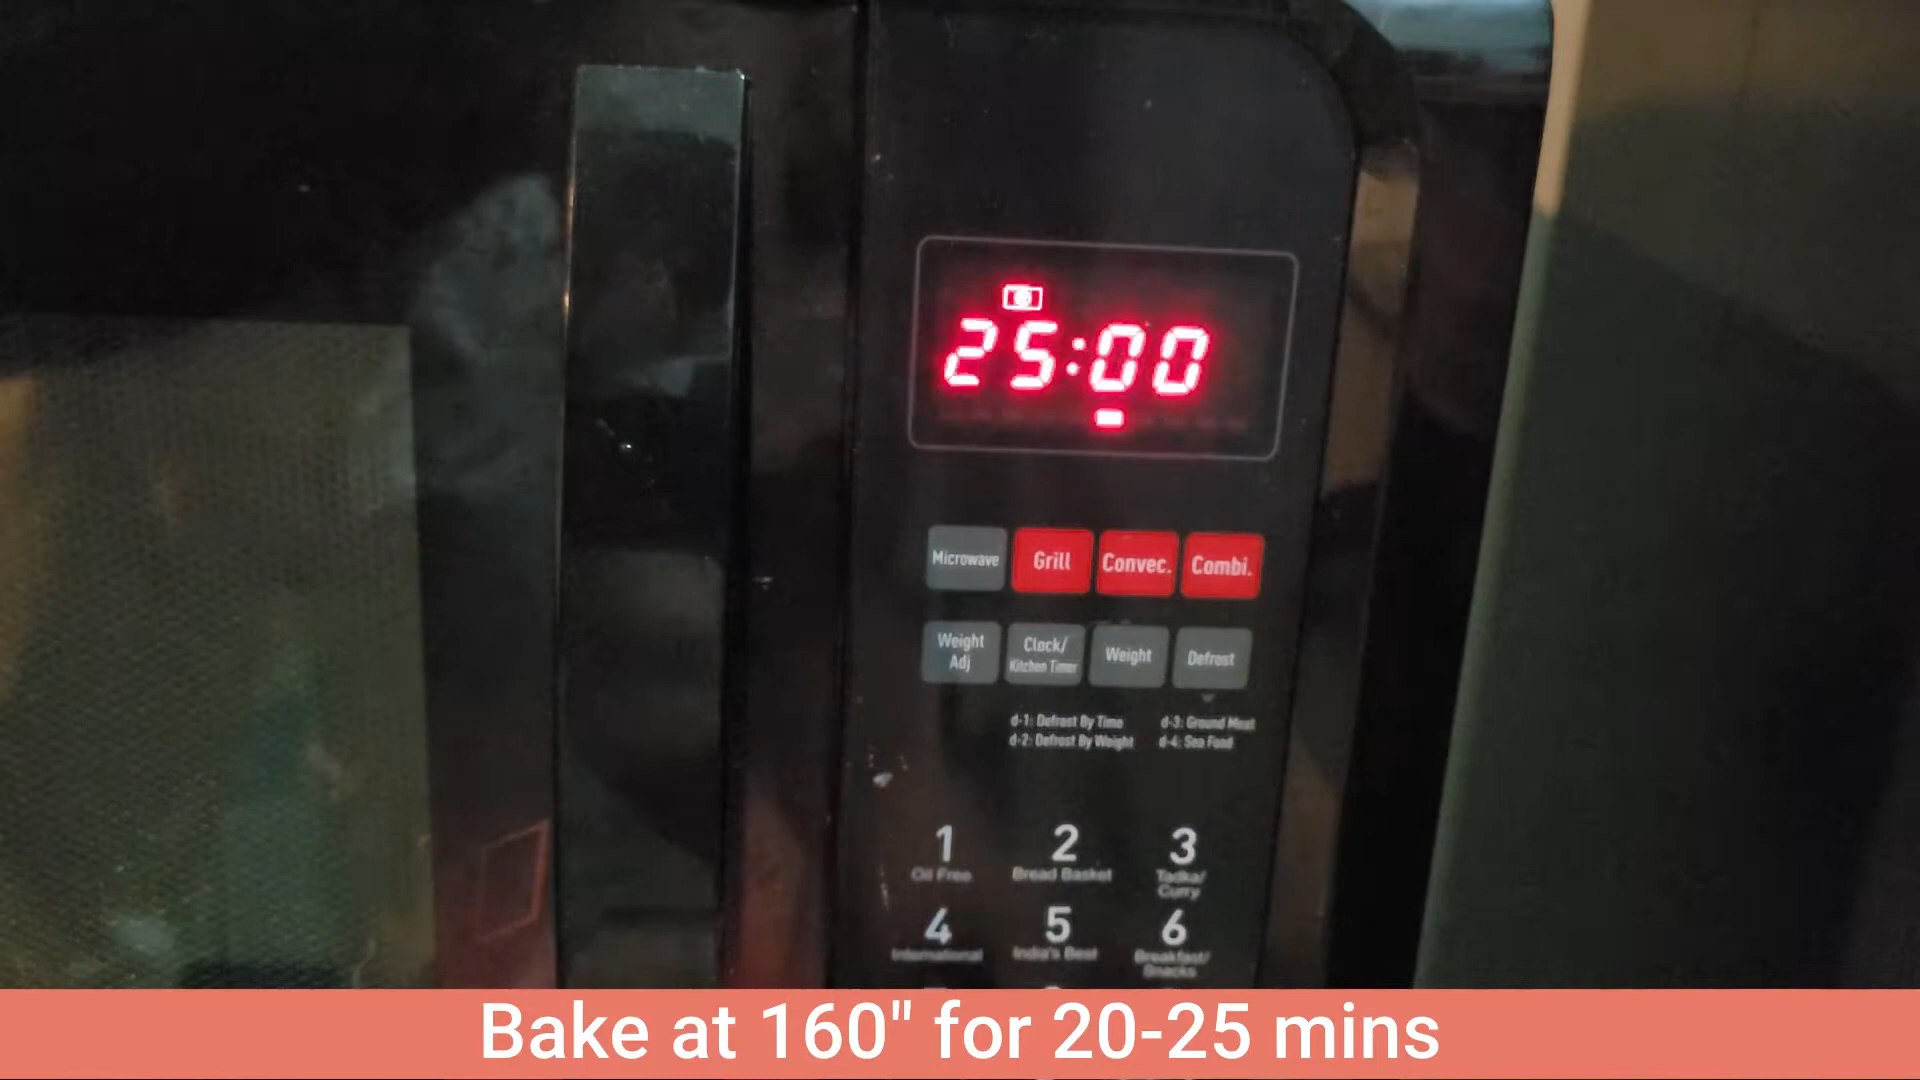 25:00
Microwave Grill Convec. Combi.
Weight Adj
Clock/ Kitchen Timer
Weight
Defrost
d-1: Defrost By Time
d-2: Defrost By Weight
d-3: Ground Meat
d-4: Sea Food
1 2 3
Oil Free
Bread Basket
Tadka/ Curry
4 5 6
International
India's Best
Breakfast/ Snacks
Bake at 160" for 20-25 mins